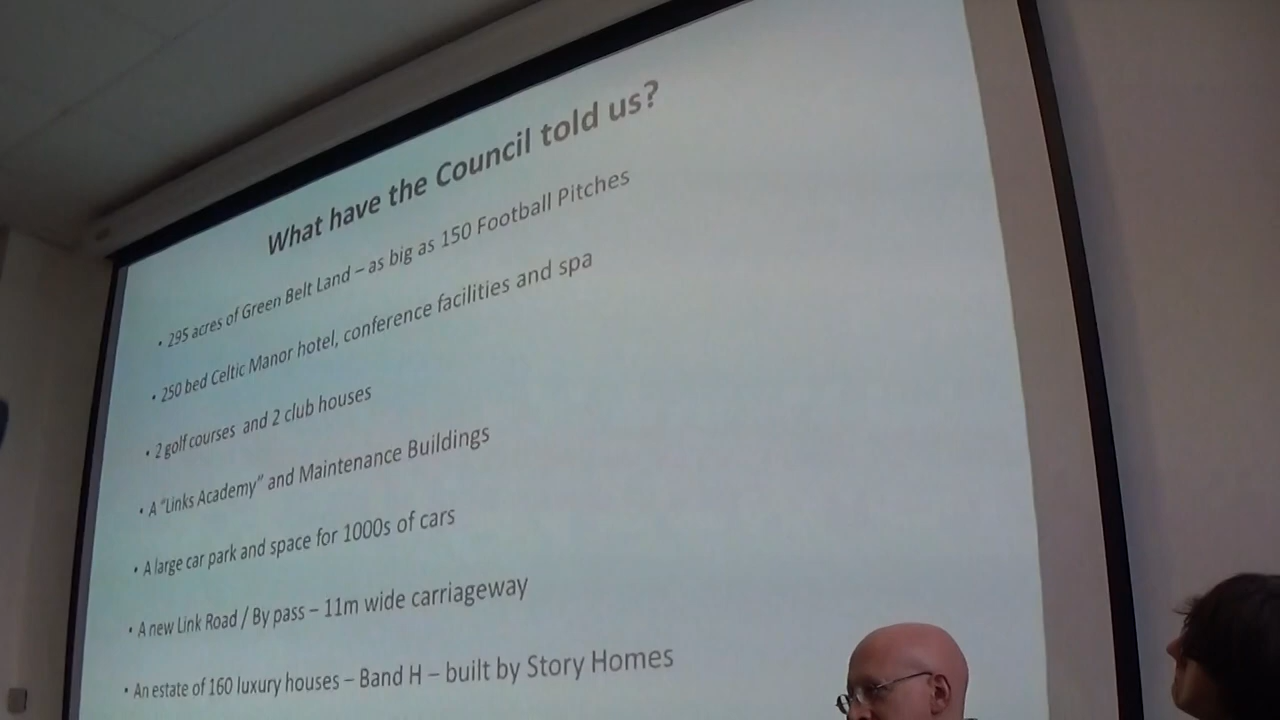 What have the Council told us?
• 295 acres of Green Belt Land – as big as 150 Football Pitches
• 250 bed Celtic Manor hotel, conference facilities and spa
• 2 golf courses and 2 club houses
• A “Links Academy” and Maintenance Buildings
• A large car park and space for 1000s of cars
• A new Link Road / By pass – 11m wide carriageway
• An estate of 160 luxury houses – Band H – built by Story Homes